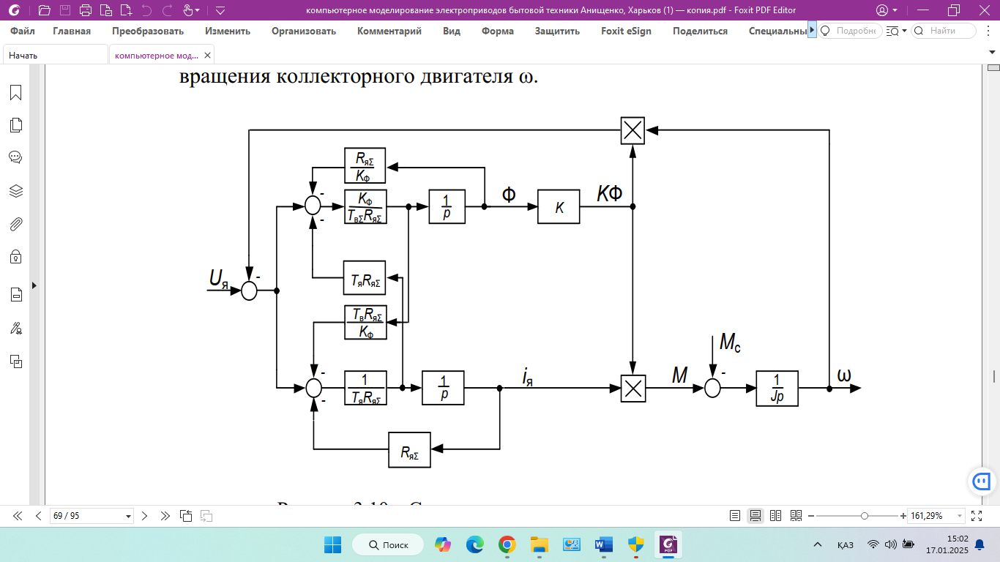 компьютерное моделирование электроприводов бытовой техники Анищенко, Харьков (1) — копия.pdf - Foxit PDF Editor
Файл Главная Преобразовать Изменить Организовать Комментарий Вид Форма Защитить Foxit eSign Поделиться Специальны Подробне Найти
Начать компьютерное мод...
вращения коллекторного двигателя ω.
RяΣ
KФ
-
KФ
TвΣRяΣ
1
p
Ф
K
KФ
-
Uя
-
TяRяΣ
TвRяΣ
KФ
Mс
-
1
TяRяΣ
1
p
iя
M
-
1
Jp
ω
-
RяΣ
69 / 95
161,29%
Поиск
ҚАЗ
15:02
17.01.2025